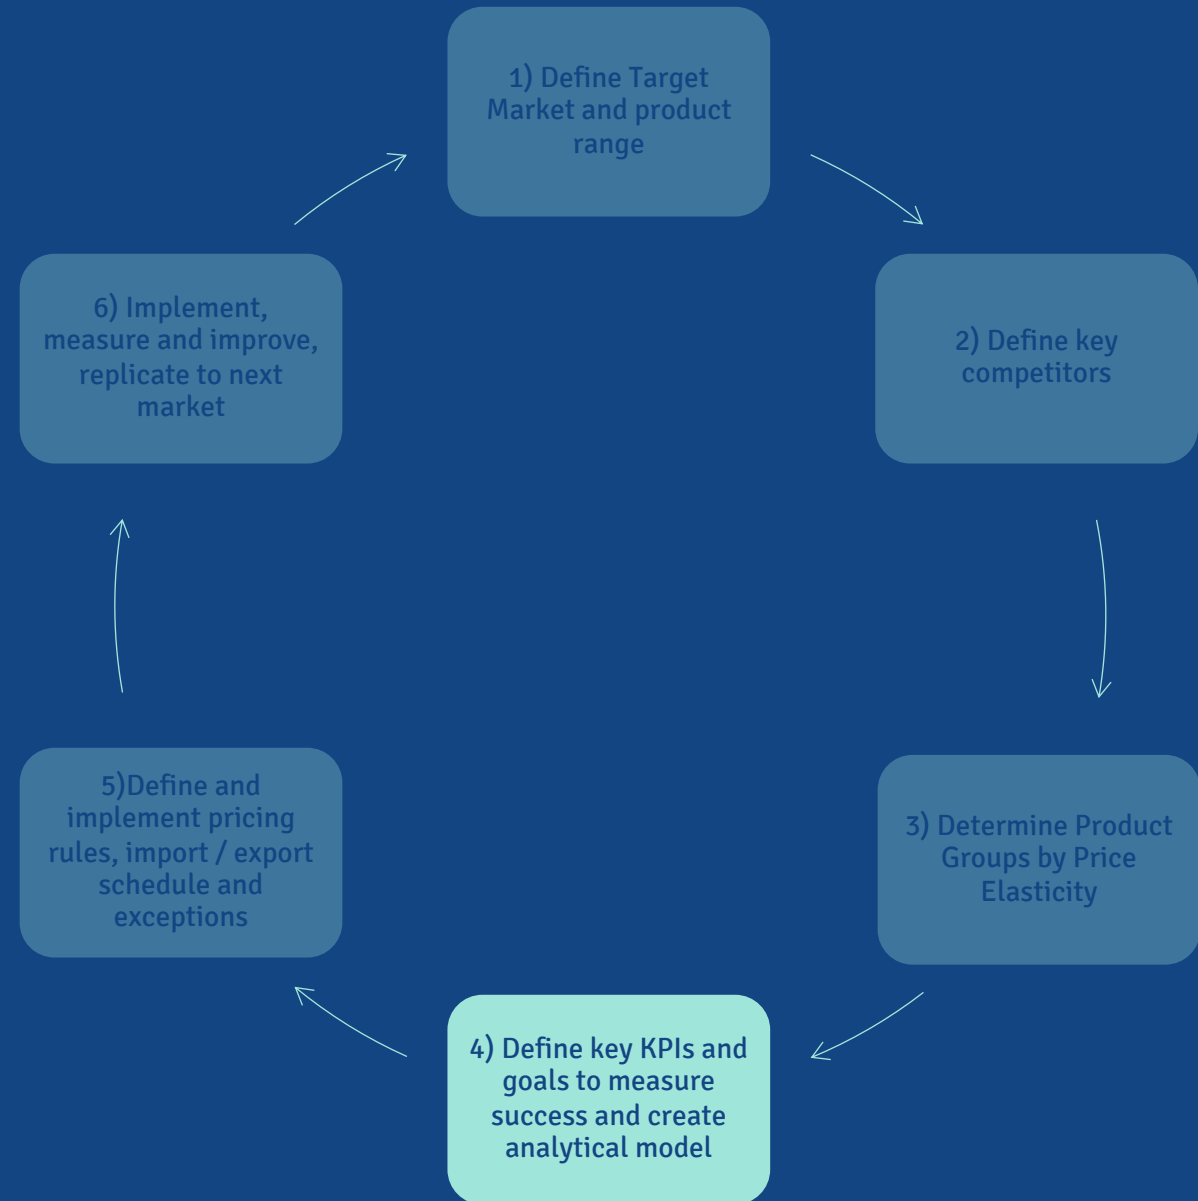 1) Define Target
Market and product
range
2) Define key
competitors
3) Determine Product
Groups by Price
Elasticity
4) Define key KPIs and
goals to measure
success and create
analytical model
5)Define and
implement pricing
rules, import / export
schedule and
exceptions
6) Implement,
measure and improve,
replicate to next
market